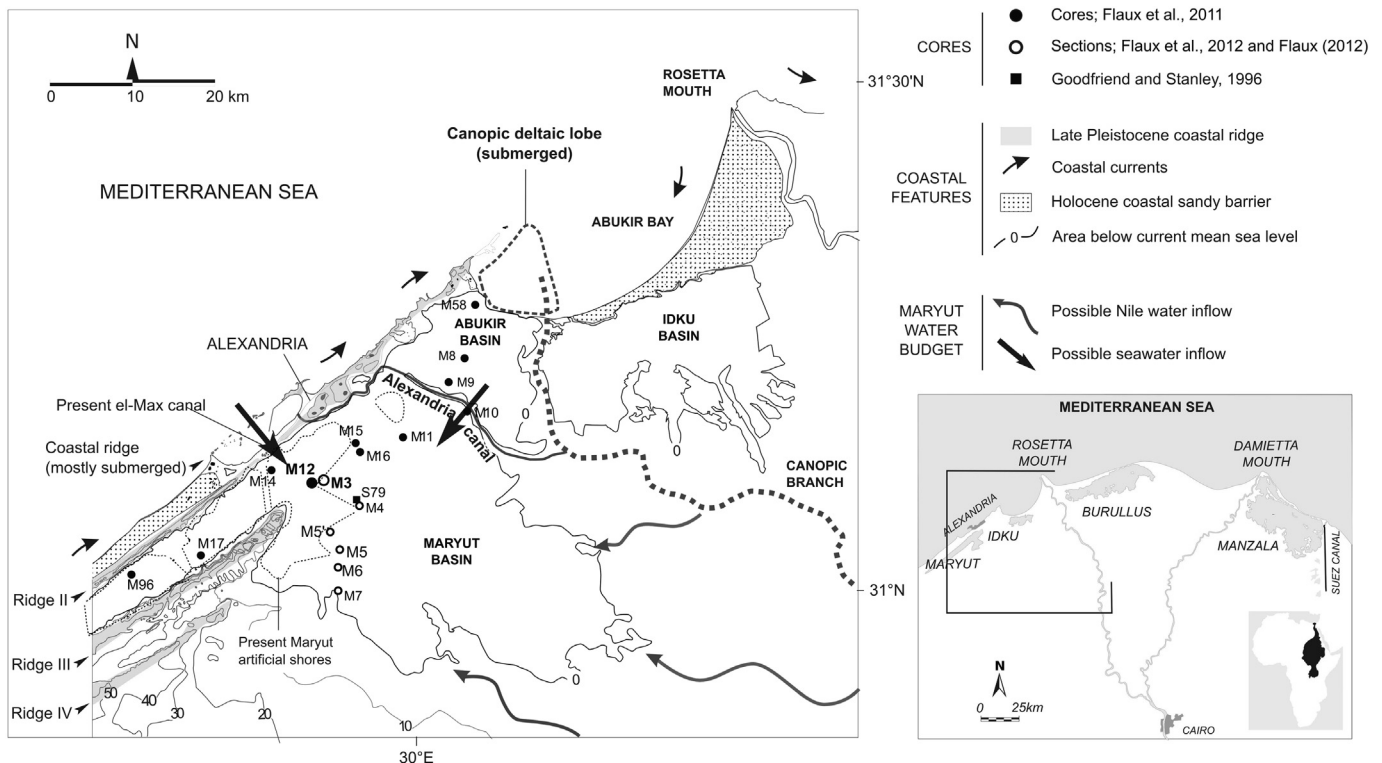 N
0 10 20 km
MEDITERRANEAN SEA
ROSETTA
MOUTH
31°30'N
Canopic deltaic lobe
(submerged)
ABUKIR BAY
M58
ABUKIR
BASIN
IDKU
BASIN
ALEXANDRIA
M8
M9
Alexandria
canal
M10
0
0
Present el-Max canal
M15
M11
M16
Coastal ridge
(mostly submerged)
M12
M14
M3
S79
M4
CANOPIC
BRANCH
M5'
M5
M6
M7
MARYUT
BASIN
M17
M96
31°N
Ridge II
Present Maryut
artificial shores
Ridge III
0
50
40
30
20
10
Ridge IV
30°E
CORES
Cores; Flaux et al., 2011
Sections; Flaux et al., 2012 and Flaux (2012)
Goodfriend and Stanley, 1996
COASTAL
FEATURES
Late Pleistocene coastal ridge
Coastal currents
Holocene coastal sandy barrier
0
Area below current mean sea level
MARYUT
WATER
BUDGET
Possible Nile water inflow
Possible seawater inflow
MEDITERRANEAN SEA
ROSETTA
MOUTH
DAMIETTA
MOUTH
ALEXANDRIA
IDKU
BURULLUS
MANZALA
MARYUT
SUEZ CANAL
N
0 25km
CAIRO